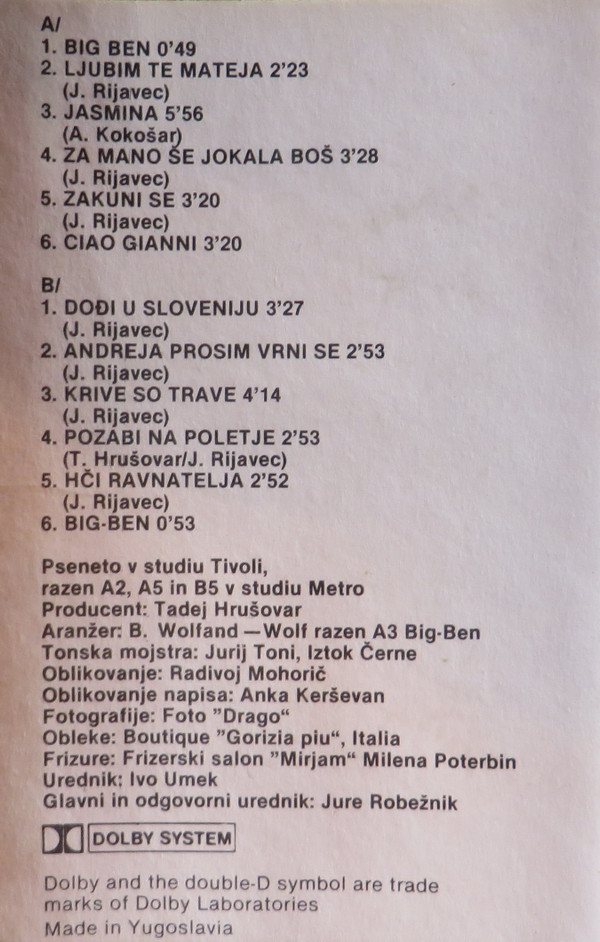 A/
1. BIG BEN 0'49
2. LJUBIM TE MATEJA 2'23
(J. Rijavec)
3. JASMINA 5'56
(A. Kokošar)
4. ZA MANO ŠE JOKALA BOŠ 3'28
(J. Rijavec)
5. ZAKUNI SE 3'20
(J. Rijavec)
6. CIAO GIANNI 3'20
B/
1. DOĐI U SLOVENIJU 3'27
(J. Rijavec)
2. ANDREJA PROSIM VRNI SE 2'53
(J. Rijavec)
3. KRIVE SO TRAVE 4'14
(J. Rijavec)
4. POZABI NA POLETJE 2'53
(T. Hrušovar/J. Rijavec)
5. HČI RAVNATELJA 2'52
(J. Rijavec)
6. BIG-BEN 0'53
Pseneto v studiu Tivoli,
razen A2, A5 in B5 v studiu Metro
Producent: Tadej Hrušovar
Aranžer: B. Wolfand —Wolf razen A3 Big-Ben
Tonska mojstra: Jurij Toni, Iztok Černe
Oblikovanje: Radivoj Mohorič
Oblikovanje napisa: Anka Kerševan
Fotografije: Foto ”Drago“
Obleke: Boutique ”Gorizia piu“, Italia
Frizure: Frizerski salon ”Mirjam“ Milena Poterbin
Urednik: Ivo Umek
Glavni in odgovorni urednik: Jure Robežnik
DOLBY SYSTEM
Dolby and the double-D symbol are trade
marks of Dolby Laboratories
Made in Yugoslavia